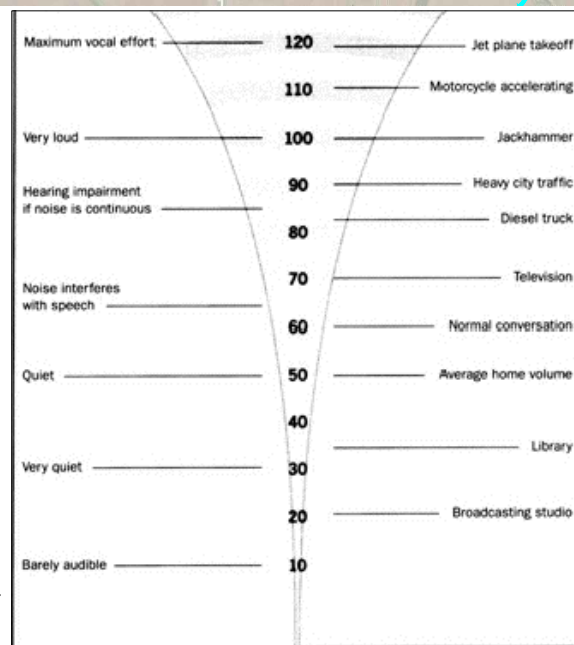 Maximum vocal effort 120 Jet plane takeoff
110 Motorcycle accelerating
Very loud 100 Jackhammer
Hearing impairment
if noise is continuous
90 Heavy city traffic
80 Diesel truck
70 Television
Noise interferes
with speech
60 Normal conversation
Quiet 50 Average home volume
40
Library
Very quiet 30
20 Broadcasting studio
Barely audible 10